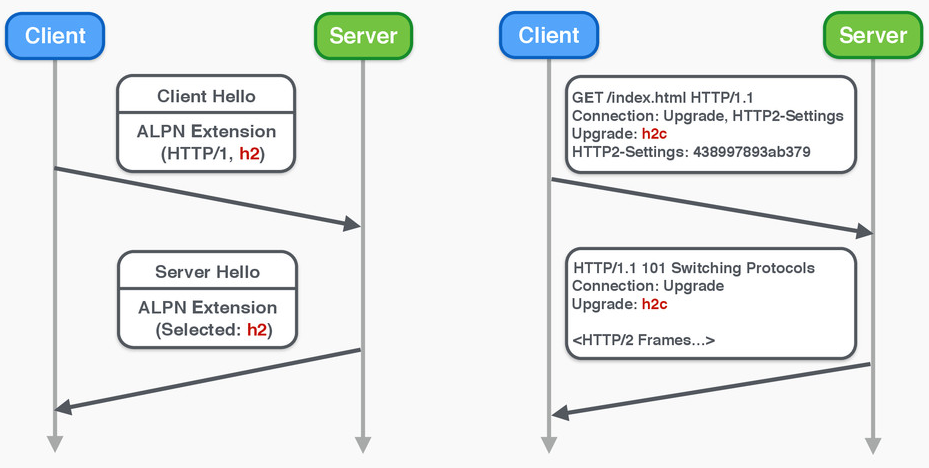 Client
Server
Client Hello
ALPN Extension
(HTTP/1, h2)
Server Hello
ALPN Extension
(Selected: h2)
Client
Server
GET /index.html HTTP/1.1
Connection: Upgrade, HTTP2-Settings
Upgrade: h2c
HTTP2-Settings: 438997893ab379
HTTP/1.1 101 Switching Protocols
Connection: Upgrade
Upgrade: h2c
<HTTP/2 Frames...>